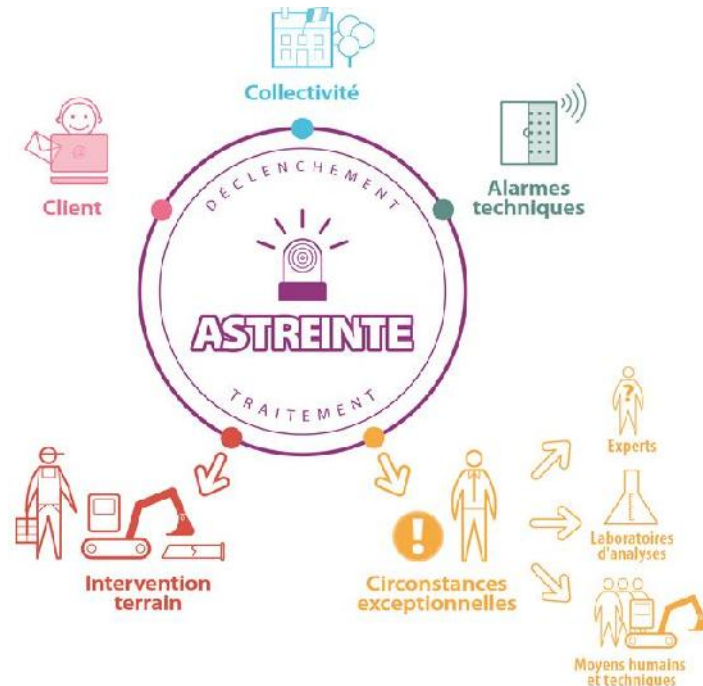 Collectivité
Client
Alarmes
techniques
DÉCLENCHEMENT
ASTREINTE
TRAITEMENT
Intervention
terrain
!
Circonstances
exceptionnelles
?
Experts
Laboratoires
d'analyses
Moyens humains
et techniques